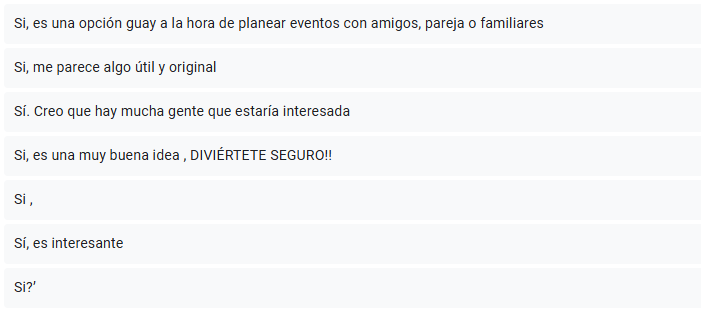 Si, es una opción guay a la hora de planear eventos con amigos, pareja o familiares
Si, me parece algo útil y original
Sí. Creo que hay mucha gente que estaría interesada
Si, es una muy buena idea , DIVIÉRTETE SEGURO!!
Si ,
Sí, es interesante
Si?’